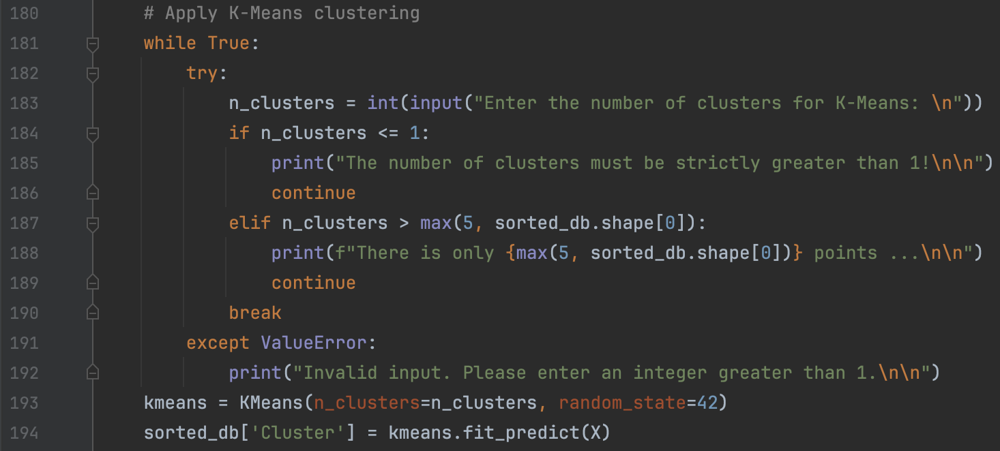 180 # Apply K-Means clustering
181 while True:
182 try:
183 n_clusters = int(input("Enter the number of clusters for K-Means: \n"))
184 if n_clusters <= 1:
185 print("The number of clusters must be strictly greater than 1!\n\n")
186 continue
187 elif n_clusters > max(5, sorted_db.shape[0]):
188 print(f"There is only {max(5, sorted_db.shape[0])} points ...\n\n")
189 continue
190 break
191 except ValueError:
192 print("Invalid input. Please enter an integer greater than 1.\n\n")
193 kmeans = KMeans(n_clusters=n_clusters, random_state=42)
194 sorted_db['Cluster'] = kmeans.fit_predict(X)